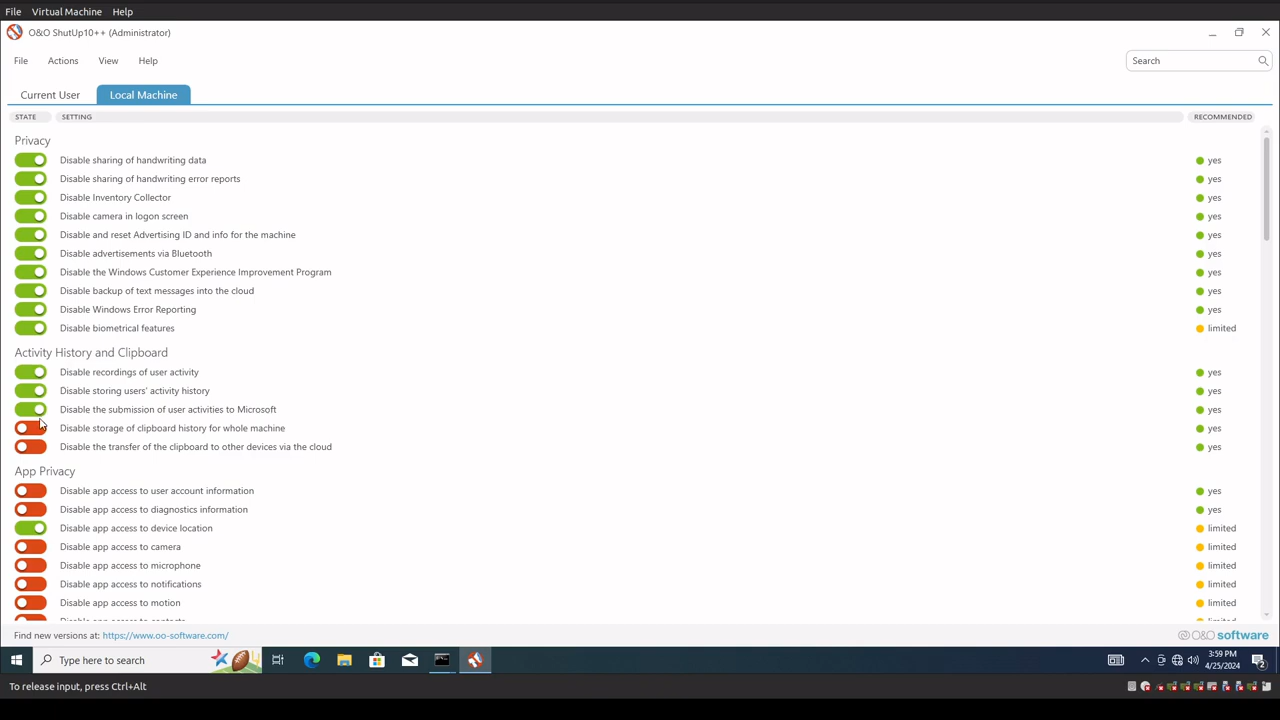 File Virtual Machine Help
O&O ShutUp10++ (Administrator)
File Actions View Help
Search
Current User Local Machine
STATE SETTING RECOMMENDED
Privacy
Disable sharing of handwriting data yes
Disable sharing of handwriting error reports yes
Disable Inventory Collector yes
Disable camera in logon screen yes
Disable and reset Advertising ID and info for the machine yes
Disable advertisements via Bluetooth yes
Disable the Windows Customer Experience Improvement Program yes
Disable backup of text messages into the cloud yes
Disable Windows Error Reporting yes
Disable biometrical features limited
Activity History and Clipboard
Disable recordings of user activity yes
Disable storing users' activity history yes
Disable the submission of user activities to Microsoft yes
Disable storage of clipboard history for whole machine yes
Disable the transfer of the clipboard to other devices via the cloud yes
App Privacy
Disable app access to user account information yes
Disable app access to diagnostics information yes
Disable app access to device location limited
Disable app access to camera limited
Disable app access to microphone limited
Disable app access to notifications limited
Disable app access to motion limited
Find new versions at: https://www.oo-software.com/ O&O software
Type here to search
3:59 PM
4/25/2024
2
To release input, press Ctrl+Alt